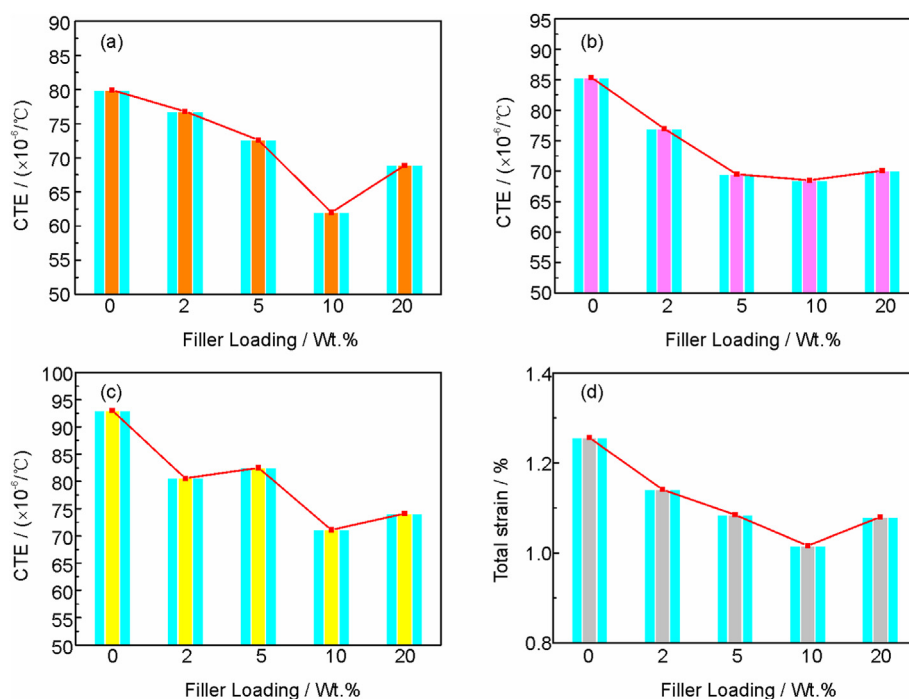 (a)
90
85
80
75
70
65
60
55
50
CTE / (×10⁻⁶/℃)
0 2 5 10 20
Filler Loading / Wt.%
(b)
95
90
85
80
75
70
65
60
55
50
CTE / (×10⁻⁶/℃)
0 2 5 10 20
Filler Loading / Wt.%
(c)
100
95
90
85
80
75
70
65
60
55
50
CTE / (×10⁻⁶/℃)
0 2 5 10 20
Filler Loading / Wt.%
(d)
1.4
1.2
1.0
0.8
Total strain / %
0 2 5 10 20
Filler Loading / Wt.%